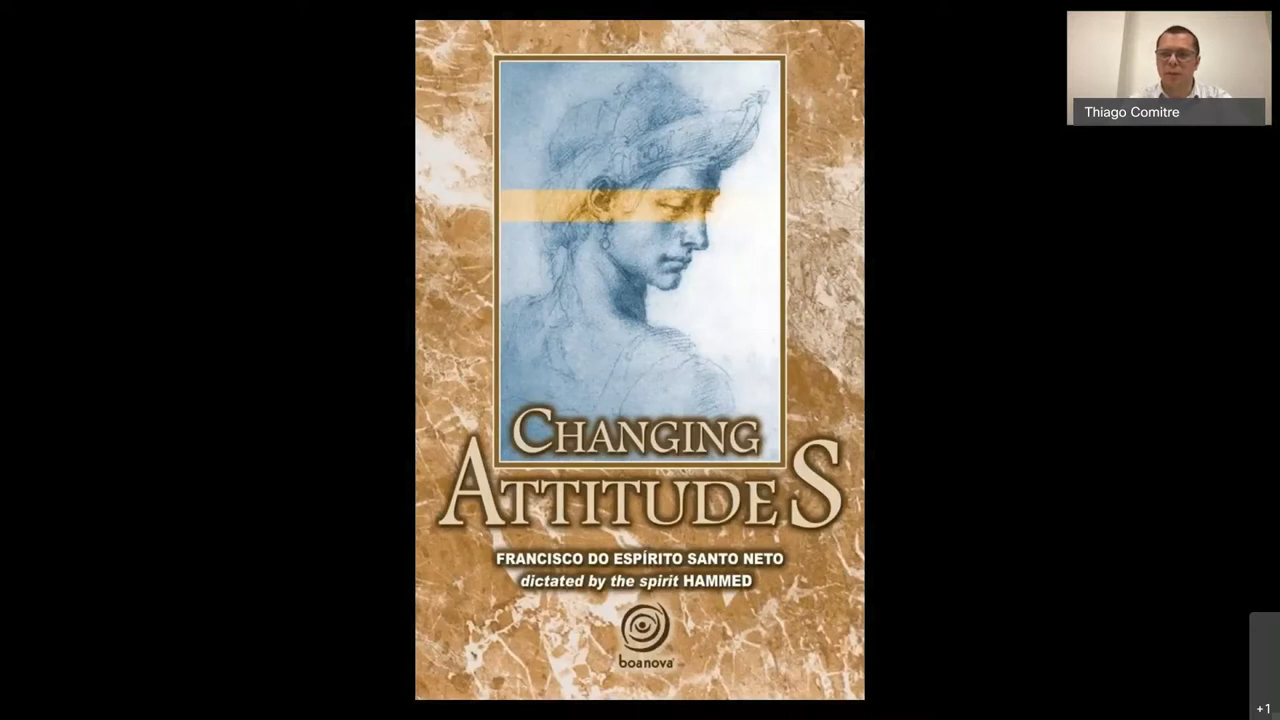 Thiago Comitre
CHANGING
ATTITUDES
FRANCISCO DO ESPÍRITO SANTO NETO
dictated by the spirit HAMMED
boanova
+1